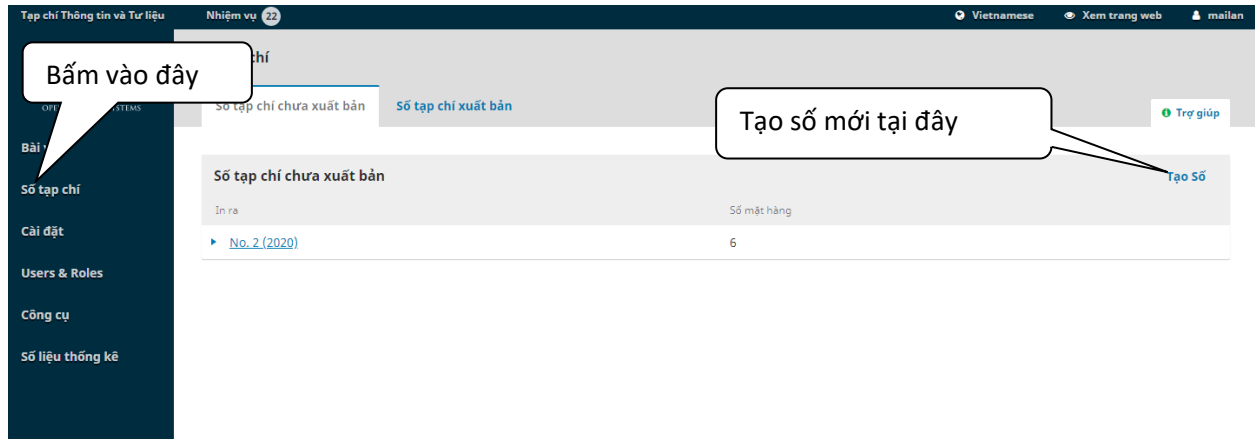 Tạp chí Thông tin và Tư liệu Nhiệm vụ 22 Vietnamese Xem trang web mailan
chí
Bấm vào đây
Số tạp chí chưa xuất bản Số tạp chí xuất bản
Tạo số mới tại đây
Trợ giúp
Bài
Số tạp chí chưa xuất bản Tạo Số
Số tạp chí
In ra Số mặt hàng
Cài đặt
No. 2 (2020) 6
Users & Roles
Công cụ
Số liệu thống kê